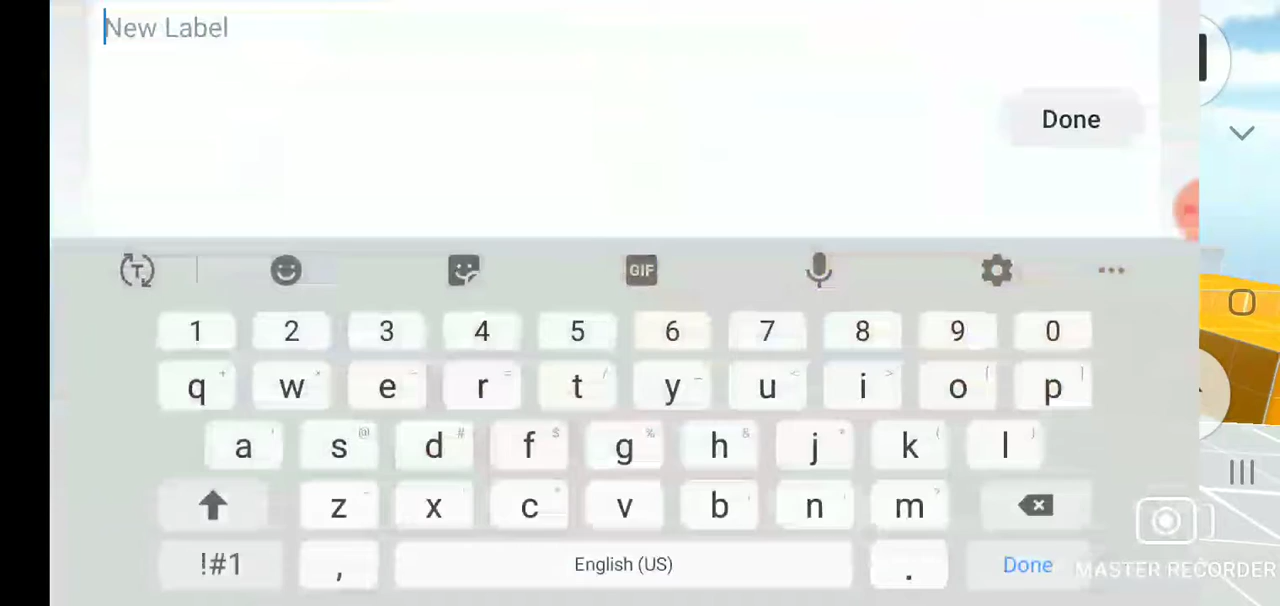 New Label
Done
GIF
1 2 3 4 5 6 7 8 9 0
q w e r t y u i o p
a s d f g h j k l
z x c v b n m
!#1 , English (US) . Done
MASTER RECORDER